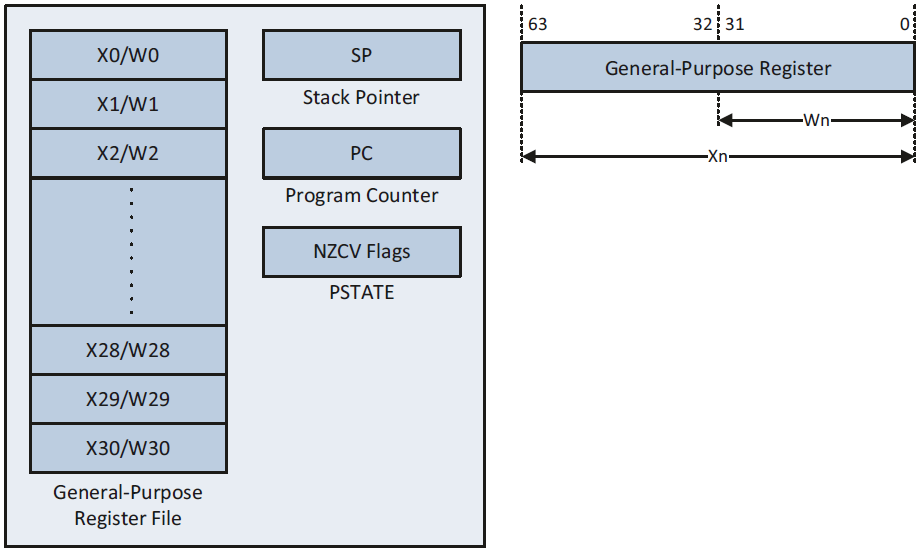 X0/W0
X1/W1
X2/W2
X28/W28
X29/W29
X30/W30
General-Purpose
Register File
SP
Stack Pointer
PC
Program Counter
NZCV Flags
PSTATE
63 32 31 0
General-Purpose Register
Wn
Xn